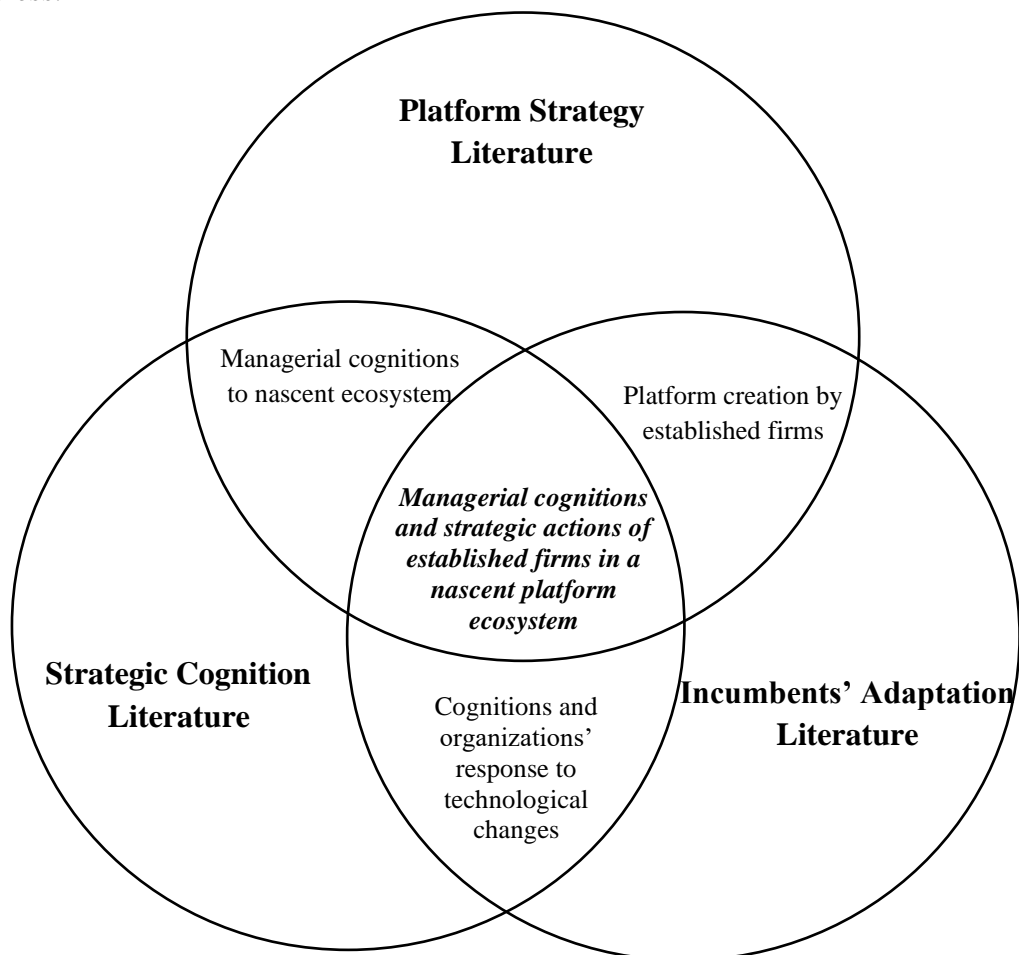 Platform Strategy
Literature
Managerial cognitions
to nascent ecosystem
Platform creation by
established firms
Managerial cognitions
and strategic actions of
established firms in a
nascent platform
ecosystem
Strategic Cognition
Literature
Incumbents’ Adaptation
Literature
Cognitions and
organizations’
response to
technological
changes